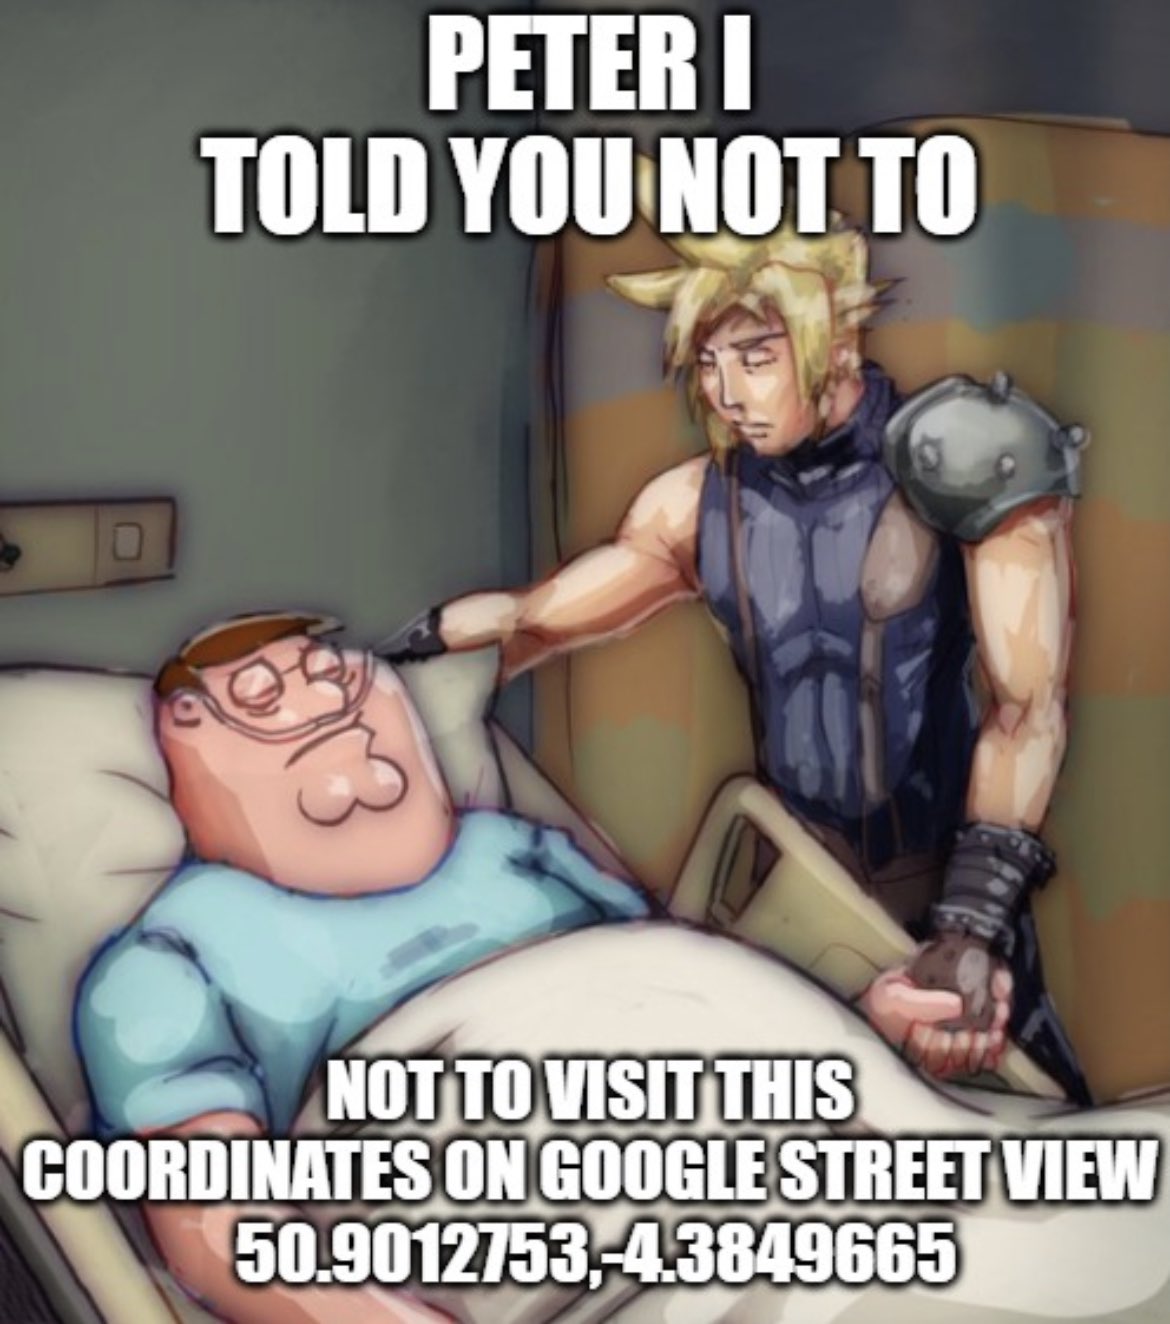 PETER I
TOLD YOU NOT TO
NOT TO VISIT THIS
COORDINATES ON GOOGLE STREET VIEW
50.9012753,-4.3849665